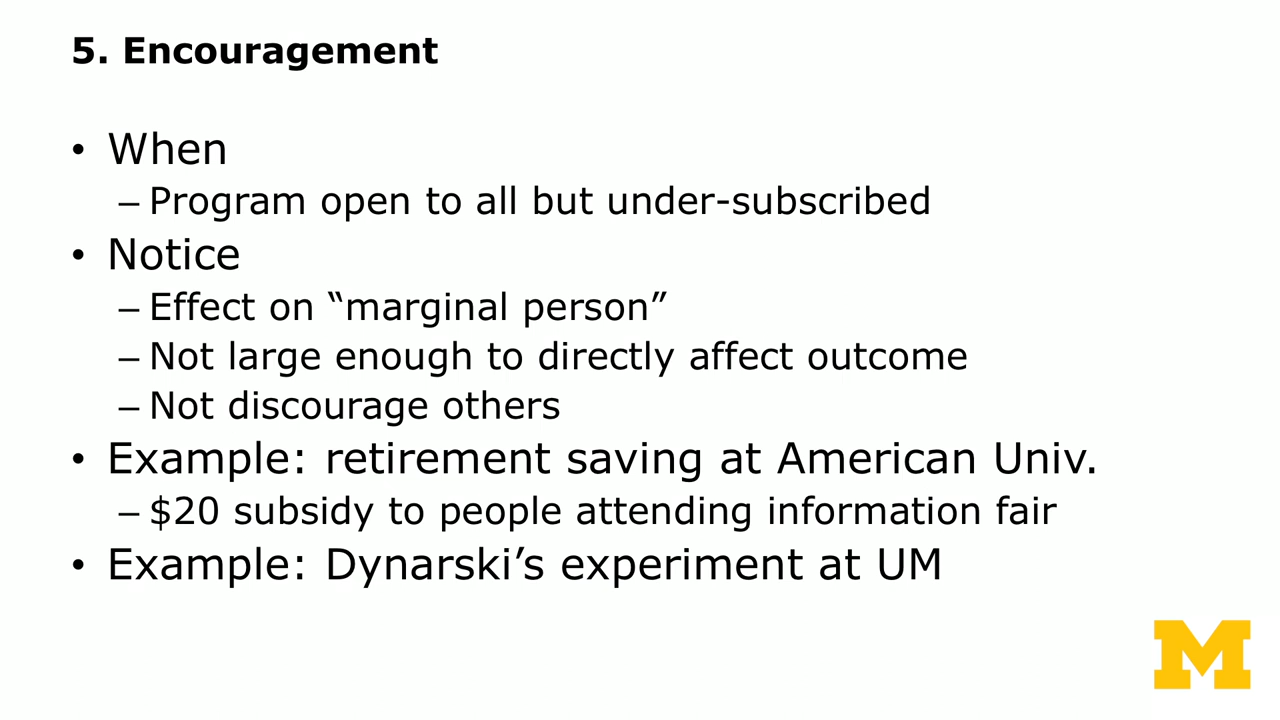 5. Encouragement
• When
– Program open to all but under-subscribed
• Notice
– Effect on “marginal person”
– Not large enough to directly affect outcome
– Not discourage others
• Example: retirement saving at American Univ.
– $20 subsidy to people attending information fair
• Example: Dynarski’s experiment at UM
M